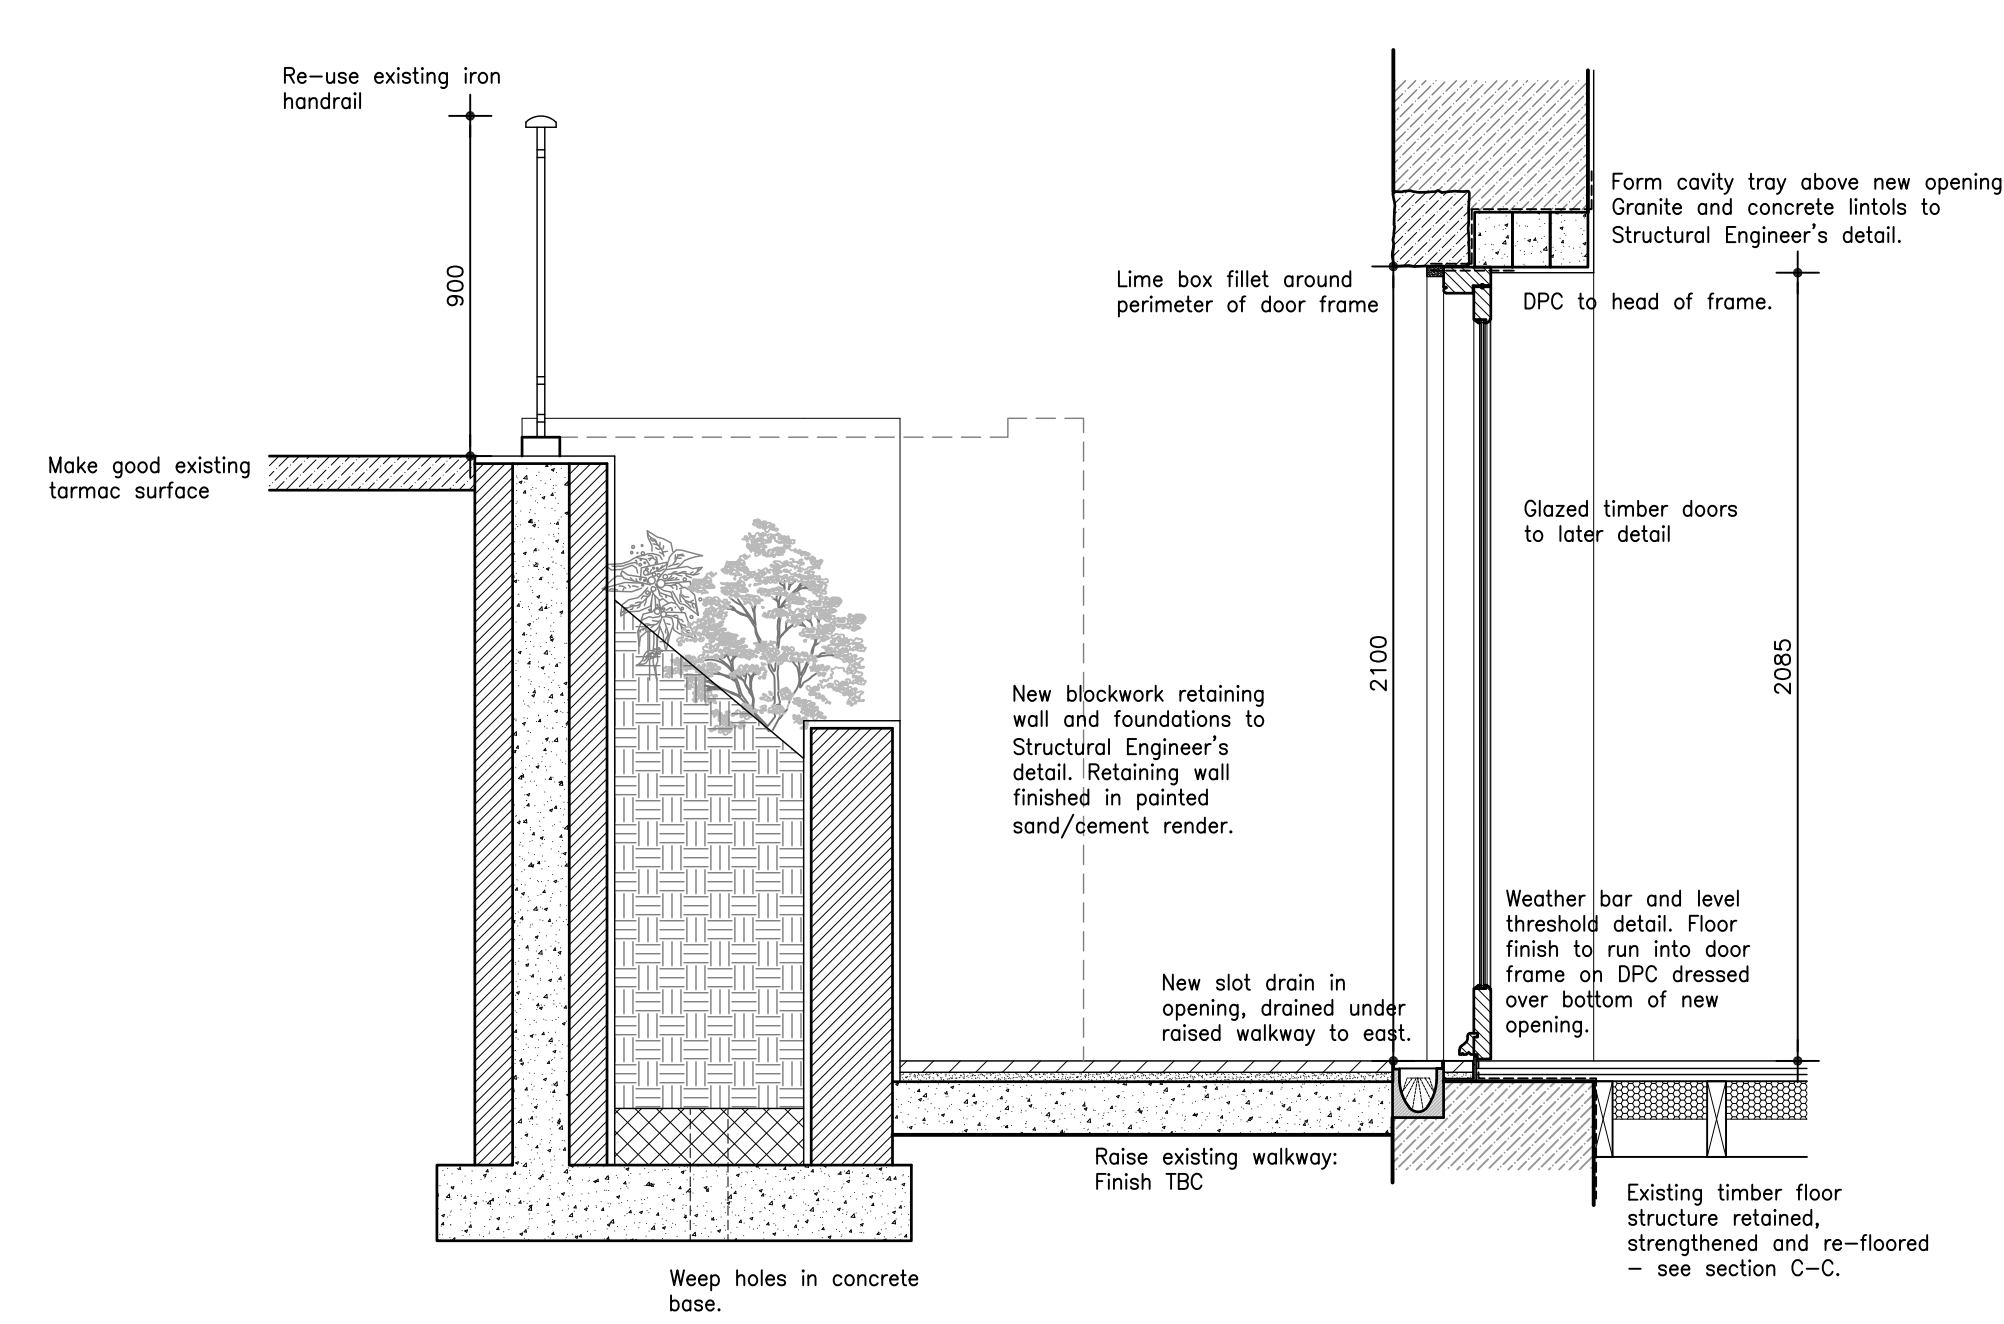 Re-use existing iron
handrail
900
Make good existing
tarmac surface
Form cavity tray above new opening
Granite and concrete lintols to
Structural Engineer's detail.
Lime box fillet around
perimeter of door frame
DPC to head of frame.
Glazed timber doors
to later detail
2100
2085
New blockwork retaining
wall and foundations to
Structural Engineer's
detail. Retaining wall
finished in painted
sand/cement render.
Weather bar and level
threshold detail. Floor
finish to run into door
frame on DPC dressed
over bottom of new
opening.
New slot drain in
opening, drained under
raised walkway to east.
Raise existing walkway:
Finish TBC
Existing timber floor
structure retained,
strengthened and re-floored
- see section C-C.
Weep holes in concrete
base.